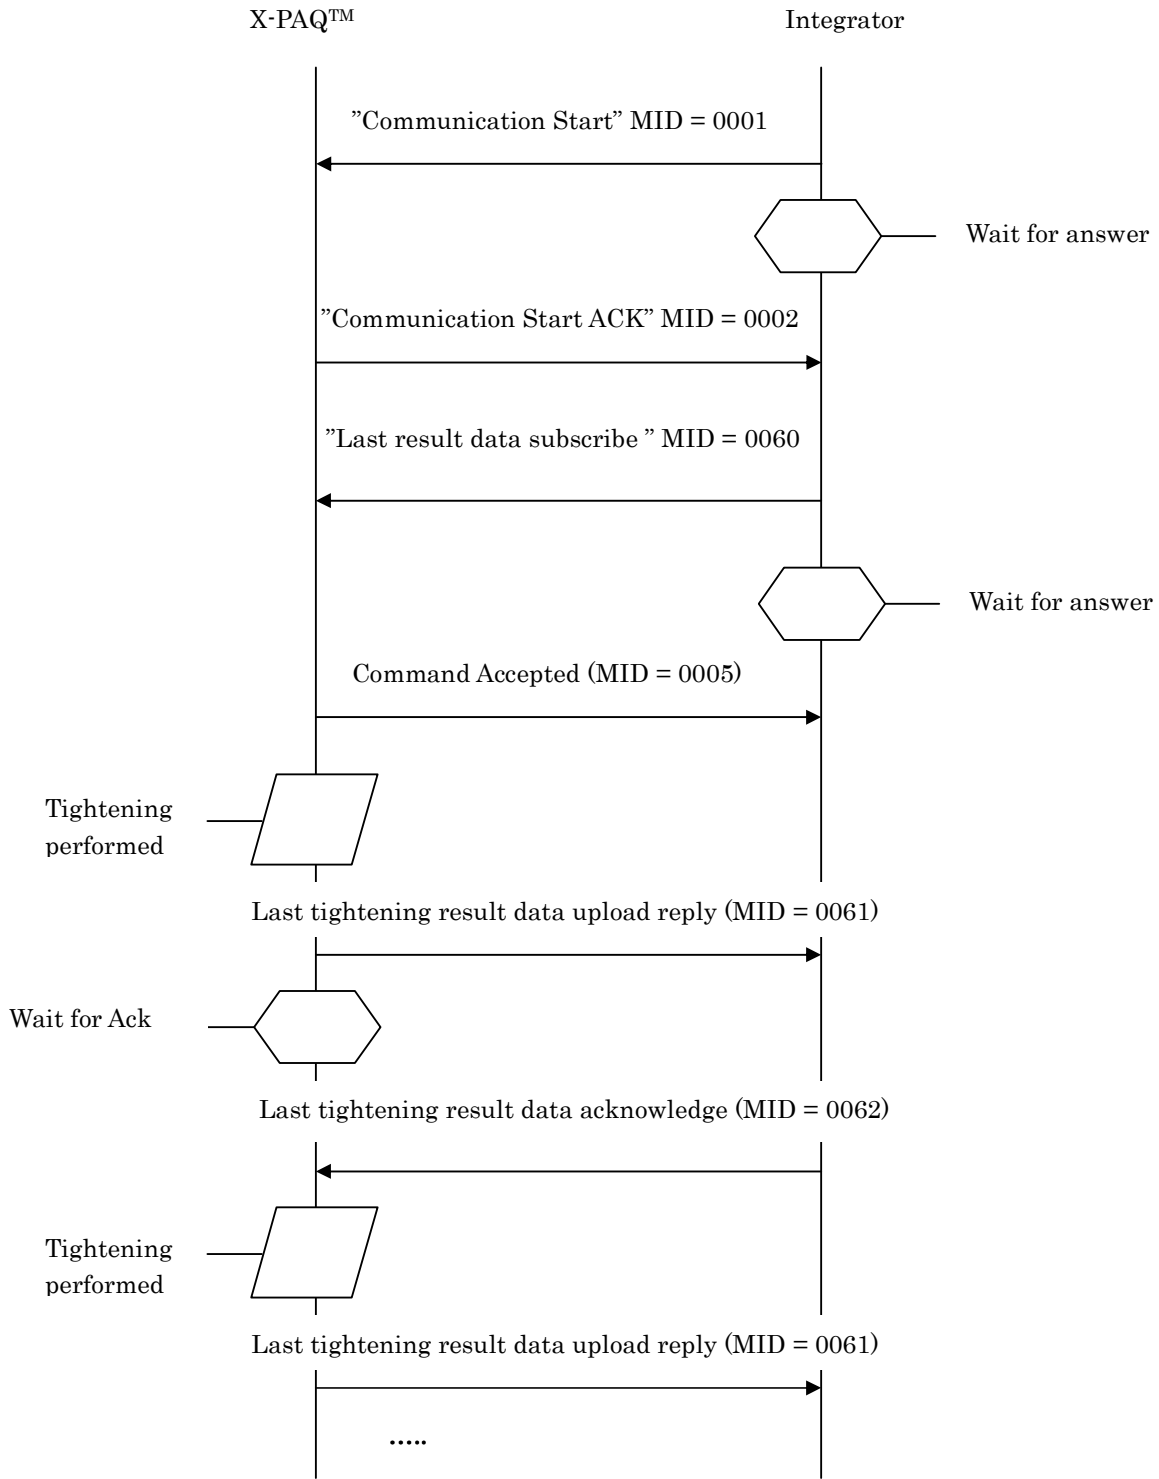 X-PAQ™
Integrator
”Communication Start” MID = 0001
Wait for answer
”Communication Start ACK” MID = 0002
”Last result data subscribe ” MID = 0060
Wait for answer
Command Accepted (MID = 0005)
Tightening
performed
Last tightening result data upload reply (MID = 0061)
Wait for Ack
Last tightening result data acknowledge (MID = 0062)
Tightening
performed
Last tightening result data upload reply (MID = 0061)
.....